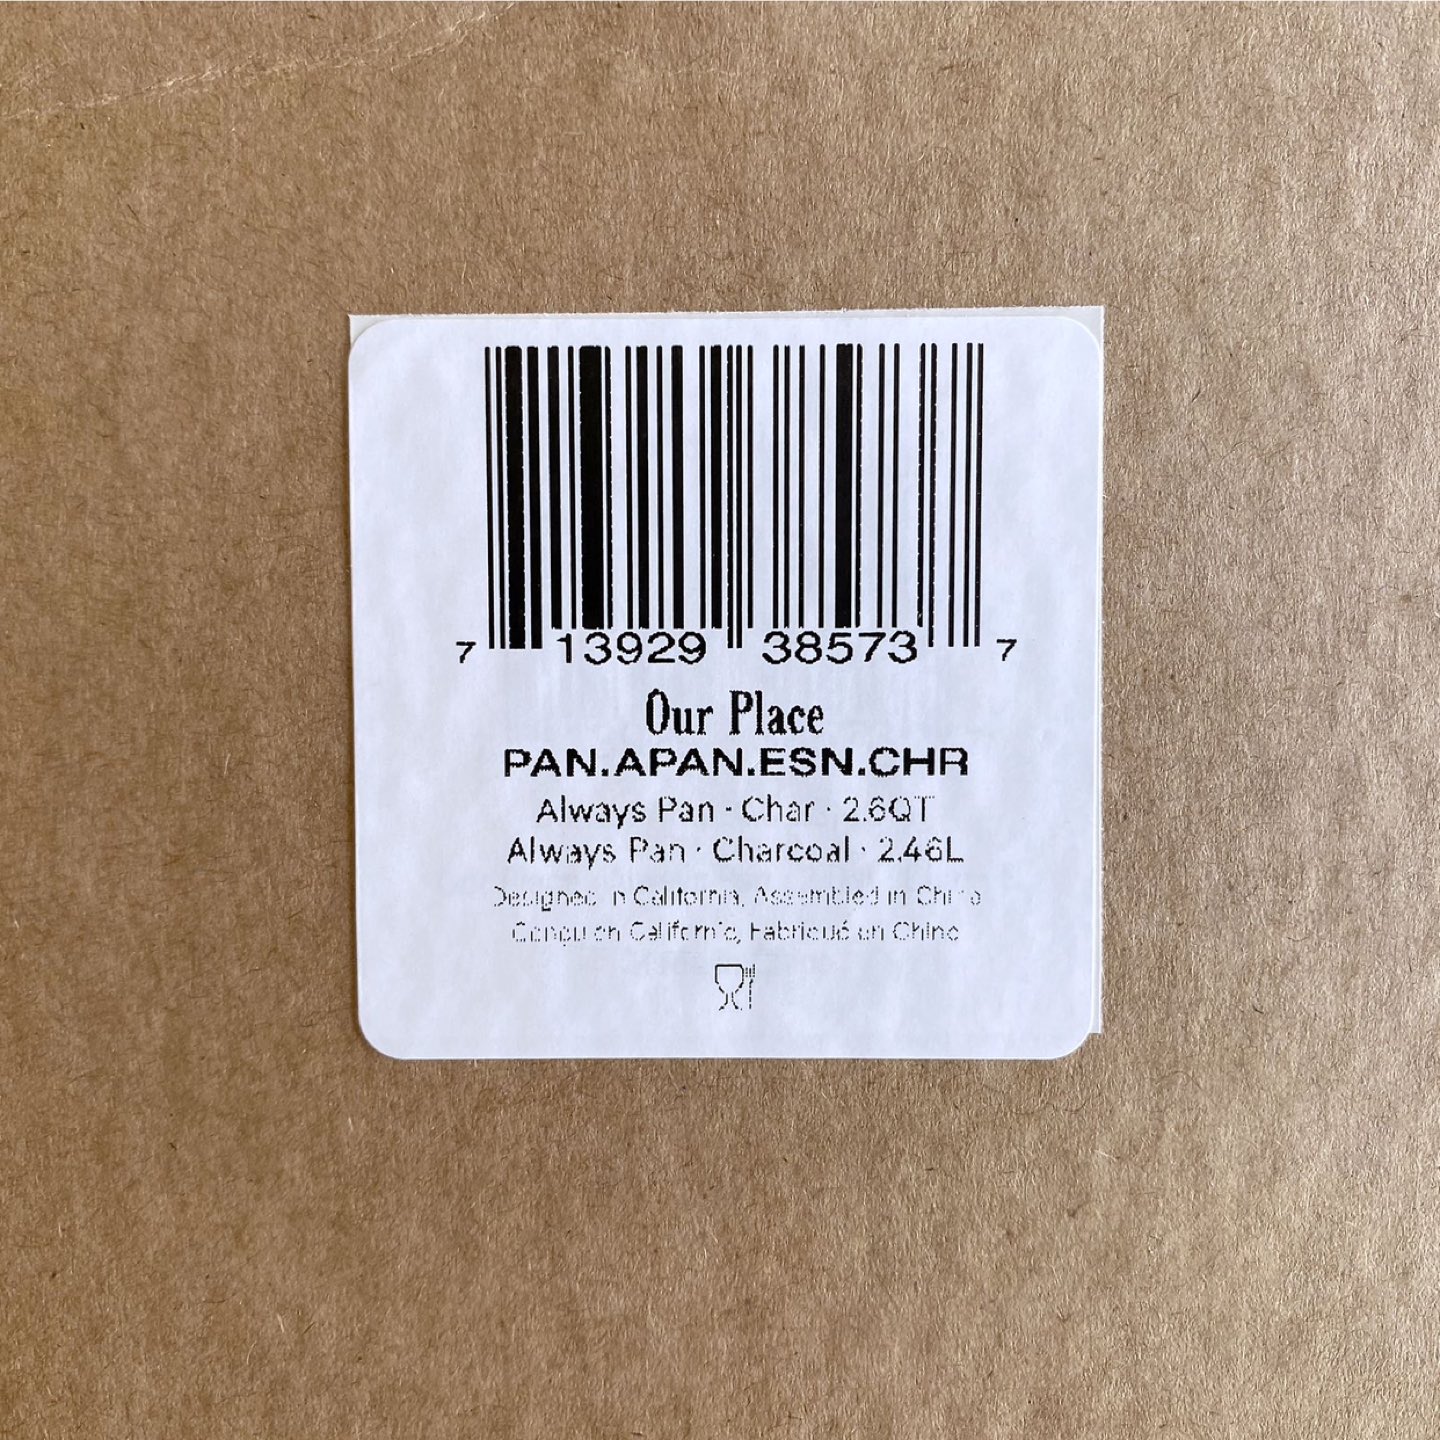 7 13929 38573 7
Our Place
PAN.APAN.ESN.CHR
Always Pan · Char · 2.6QT
Always Pan · Charcoal · 2.46L
Designed in California, Assembled in China
Conçu en Californie, Fabriqué en Chine